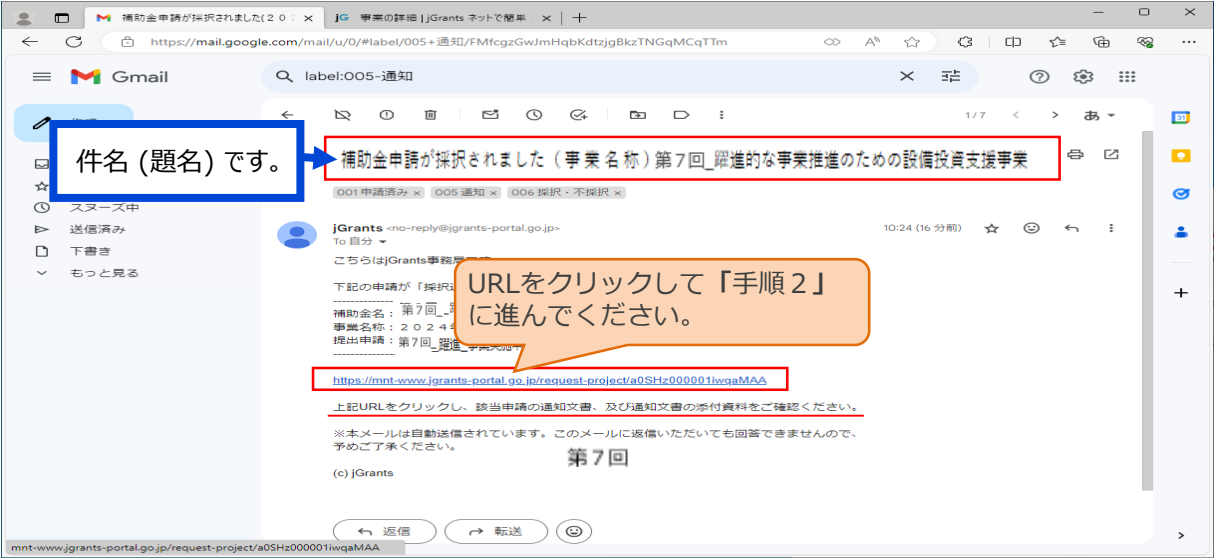 補助金申請が採択されました(２０２
jG 事業の詳細 | jGrants ネットで簡単
https://mail.google.com/mail/u/0/#label/005+通知/FMfcgzGwJmHqbKdtzjgBkzTNGqMCqTTm
Gmail
label:005-通知
1/7
あ
31
件名 (題名) です。
補助金申請が採択されました（事業名称）第７回_躍進的な事業推進のための設備投資支援事業
001 申請済み ×
005 通知 ×
006 採択・不採択 ×
スヌーズ中
送信済み
下書き
もっと見る
jGrants <no-reply@jgrants-portal.go.jp>
10:24 (16 分前)
To 自分
こちらはjGrants事務局
下記の申請が「採択
URLをクリックして「手順２」
に進んでください。
-------------
補助金名： 第７回_
事業名称：２０２４
提出申請：第７回_躍進_事業実施
-------------
https://mnt-www.jgrants-portal.go.jp/request-project/a0SHz000001iwqaMAA
上記URLをクリックし、該当申請の通知文書、及び通知文書の添付資料をご確認ください。
※本メールは自動送信されています。このメールに返信いただいても回答できませんので、
予めご了承ください。
第７回
(c) jGrants
返信
転送
mnt-www.jgrants-portal.go.jp/request-project/a0SHz000001iwqaMAA